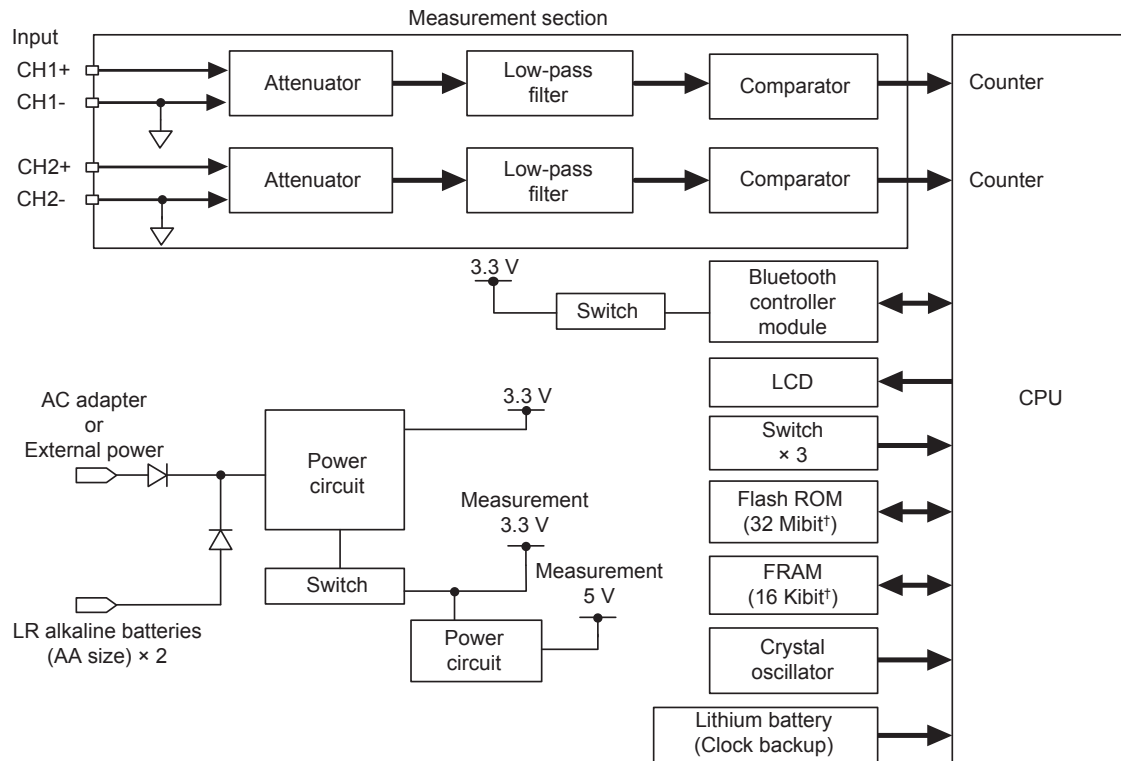 Measurement section
Input
CH1+
CH1-
Attenuator
Low-pass
filter
Comparator
Counter
CH2+
CH2-
Attenuator
Low-pass
filter
Comparator
Counter
3.3 V
Switch
Bluetooth
controller
module
LCD
CPU
AC adapter
or
External power
Power
circuit
3.3 V
Switch
× 3
Measurement
3.3 V
Flash ROM
(32 Mibit†)
Switch
Measurement
5 V
FRAM
(16 Kibit†)
LR alkaline batteries
(AA size) × 2
Power
circuit
Crystal
oscillator
Lithium battery
(Clock backup)